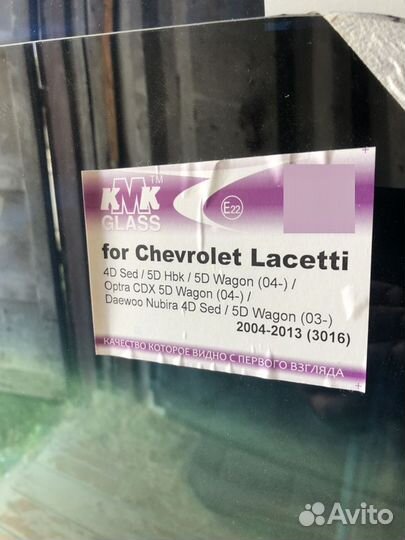 KMK TM
GLASS
E22
for Chevrolet Lacetti
4D Sed / 5D Hbk / 5D Wagon (04-) /
Optra CDX 5D Wagon (04-) /
Daewoo Nubira 4D Sed / 5D Wagon (03-)
2004-2013 (3016)
КАЧЕСТВО КОТОРОЕ ВИДНО С ПЕРВОГО ВЗГЛЯДА
Avito